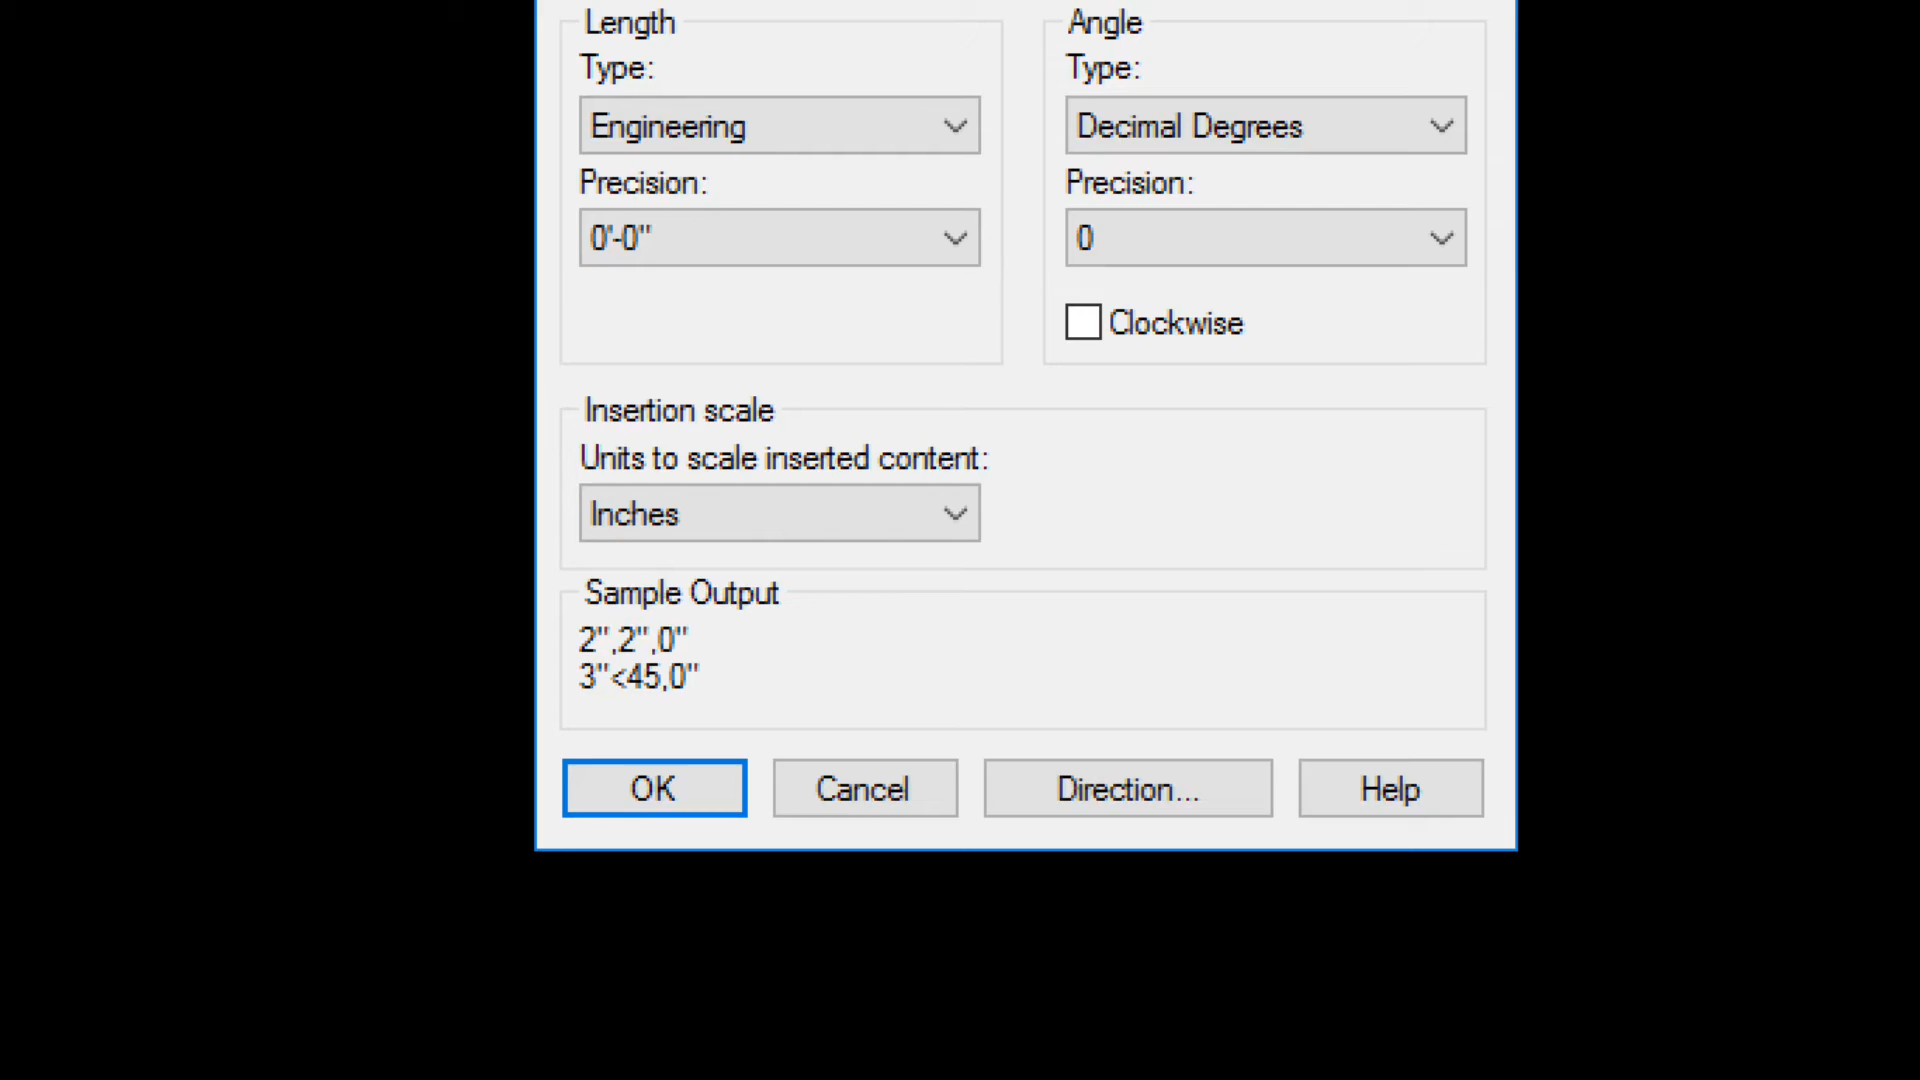 Length
Type:
Engineering
Precision:
0'-0"
Angle
Type:
Decimal Degrees
Precision:
0
Clockwise
Insertion scale
Units to scale inserted content:
Inches
Sample Output
2",2",0"
3"<45,0"
OK
Cancel
Direction...
Help